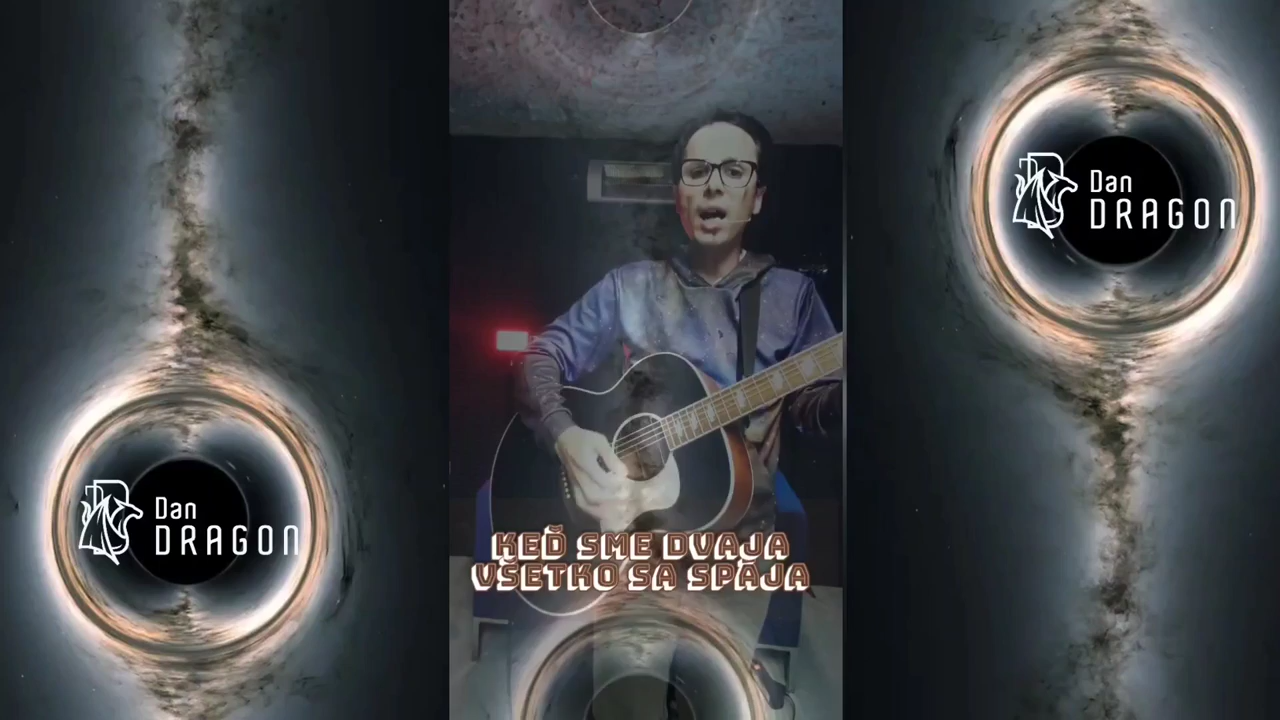 Dan
DRAGON
KEĎ SME DVAJA
VŠETKO SA SPÁJA
Dan
DRAGON